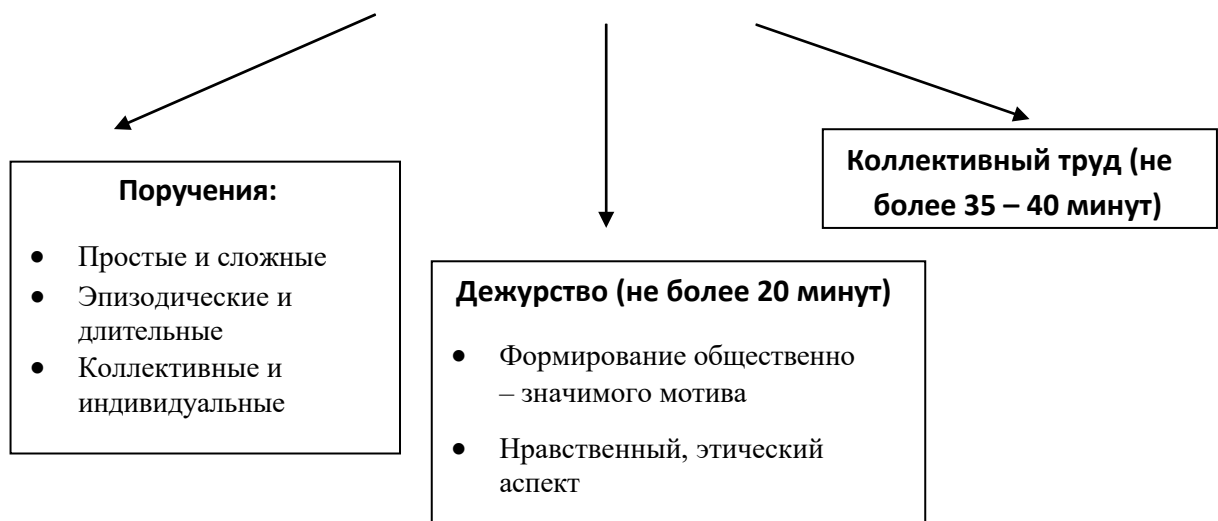 Поручения:
• Простые и сложные
• Эпизодические и
длительные
• Коллективные и
индивидуальные
Дежурство (не более 20 минут)
• Формирование общественно
– значимого мотива
• Нравственный, этический
аспект
Коллективный труд (не
более 35 – 40 минут)